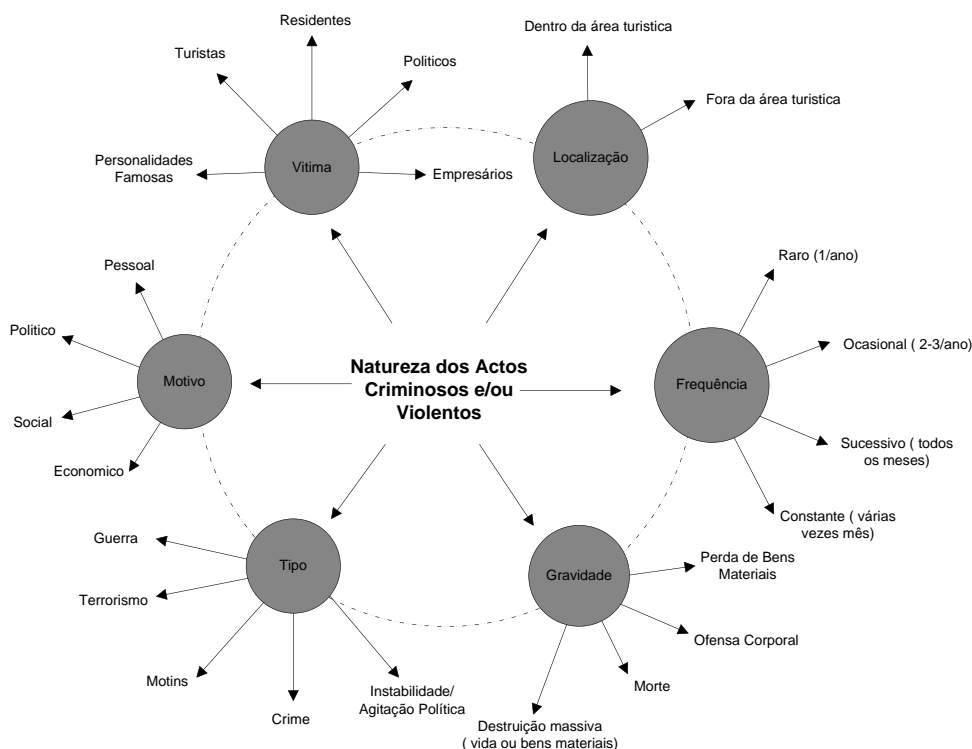 Residentes
Dentro da área turistica
Turistas
Politicos
Fora da área turistica
Vitima
Localização
Personalidades
Famosas
Empresários
Pessoal
Raro (1/ano)
Politico
Ocasional ( 2-3/ano)
Natureza dos Actos
Criminosos e/ou
Violentos
Motivo
Frequência
Social
Sucessivo ( todos
os meses)
Economico
Constante ( várias
vezes mês)
Guerra
Tipo
Gravidade
Perda de Bens
Materiais
Terrorismo
Ofensa Corporal
Motins
Instabilidade/
Agitação Política
Morte
Crime
Destruição massiva
( vida ou bens materiais)